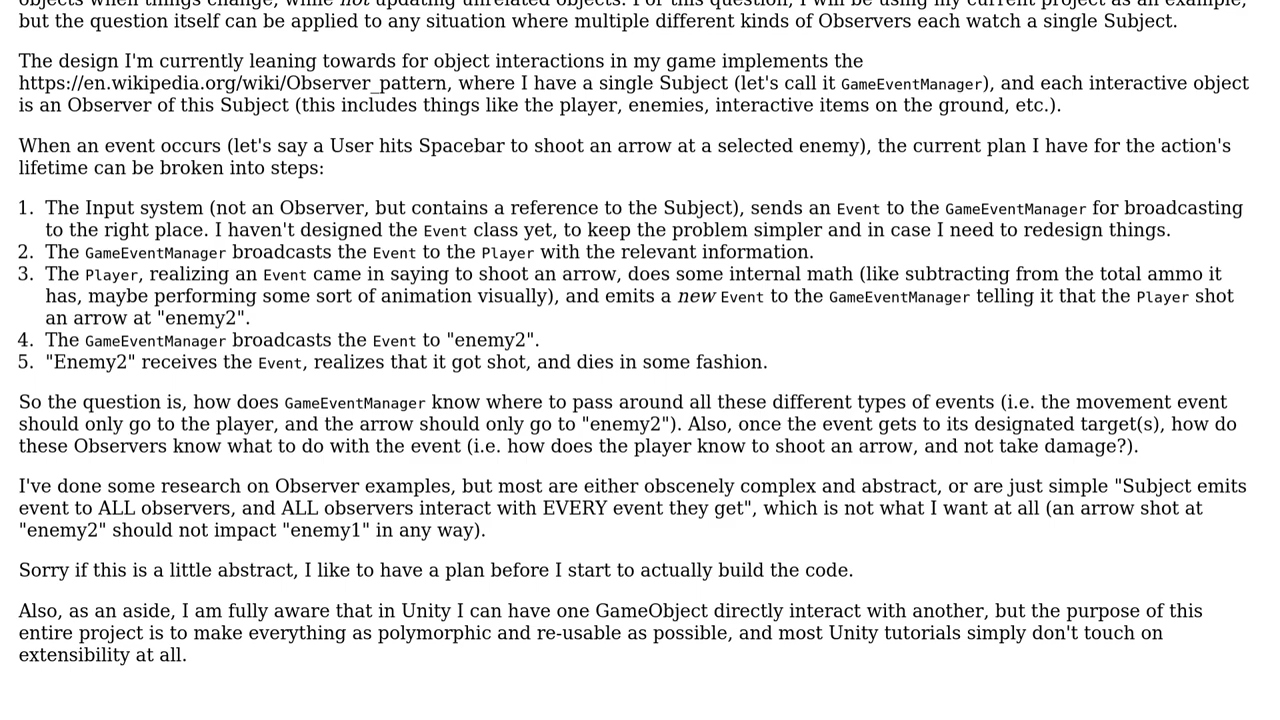 objects when things change, while not updating unrelated objects. For this question, I will be using my current project as an example,
but the question itself can be applied to any situation where multiple different kinds of Observers each watch a single Subject.
The design I'm currently leaning towards for object interactions in my game implements the
https://en.wikipedia.org/wiki/Observer_pattern, where I have a single Subject (let's call it GameEventManager), and each interactive object
is an Observer of this Subject (this includes things like the player, enemies, interactive items on the ground, etc.).
When an event occurs (let's say a User hits Spacebar to shoot an arrow at a selected enemy), the current plan I have for the action's
lifetime can be broken into steps:
1. The Input system (not an Observer, but contains a reference to the Subject), sends an Event to the GameEventManager for broadcasting
to the right place. I haven't designed the Event class yet, to keep the problem simpler and in case I need to redesign things.
2. The GameEventManager broadcasts the Event to the Player with the relevant information.
3. The Player, realizing an Event came in saying to shoot an arrow, does some internal math (like subtracting from the total ammo it
has, maybe performing some sort of animation visually), and emits a new Event to the GameEventManager telling it that the Player shot
an arrow at "enemy2".
4. The GameEventManager broadcasts the Event to "enemy2".
5. "Enemy2" receives the Event, realizes that it got shot, and dies in some fashion.
So the question is, how does GameEventManager know where to pass around all these different types of events (i.e. the movement event
should only go to the player, and the arrow should only go to "enemy2"). Also, once the event gets to its designated target(s), how do
these Observers know what to do with the event (i.e. how does the player know to shoot an arrow, and not take damage?).
I've done some research on Observer examples, but most are either obscenely complex and abstract, or are just simple "Subject emits
event to ALL observers, and ALL observers interact with EVERY event they get", which is not what I want at all (an arrow shot at
"enemy2" should not impact "enemy1" in any way).
Sorry if this is a little abstract, I like to have a plan before I start to actually build the code.
Also, as an aside, I am fully aware that in Unity I can have one GameObject directly interact with another, but the purpose of this
entire project is to make everything as polymorphic and re-usable as possible, and most Unity tutorials simply don't touch on
extensibility at all.